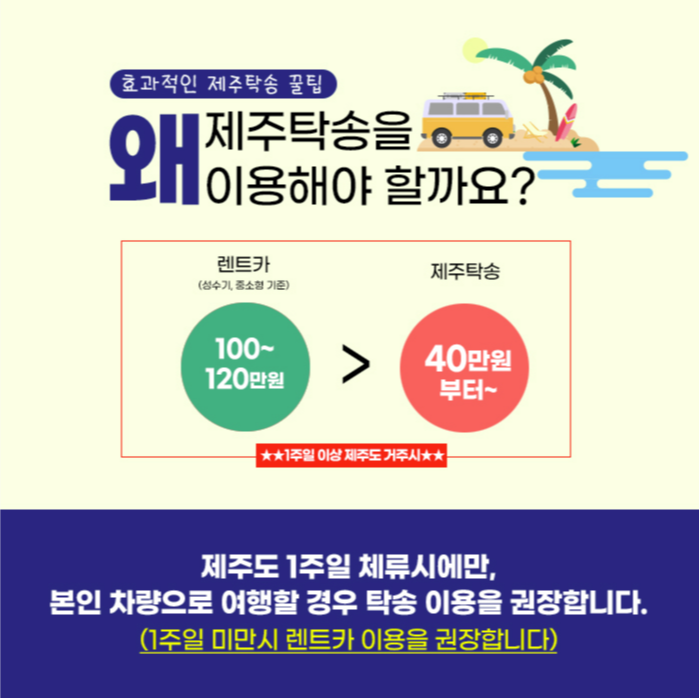 효과적인 제주탁송 꿀팁
왜 제주탁송을
이용해야 할까요?
렌트카
(성수기, 중소형 기준)
제주탁송
100~
120만원
>
40만원
부터~
★★1주일 이상 제주도 거주시★★
제주도 1주일 체류시에만,
본인 차량으로 여행할 경우 탁송 이용을 권장합니다.
(1주일 미만시 렌트카 이용을 권장합니다)